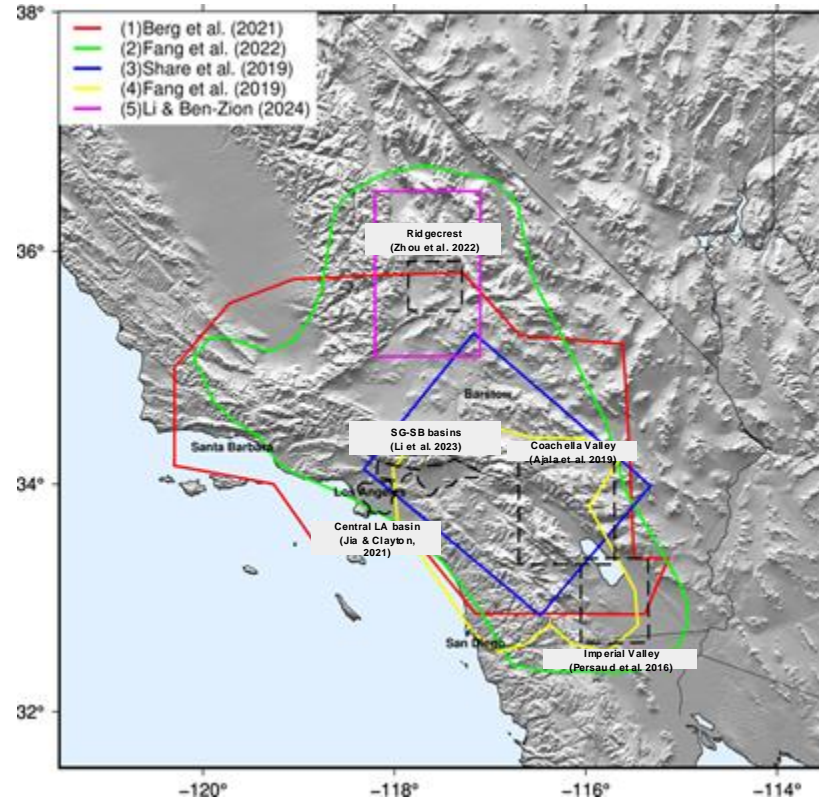 38°
(1)Berg et al. (2021)
(2)Fang et al. (2022)
(3)Share et al. (2019)
(4)Fang et al. (2019)
(5)Li & Ben-Zion (2024)
36°
Ridgecrest
(Zhou et al. 2022)
Barstow
SG-SB basins
(Li et al. 2023)
Santa Barbara
Coachella Valley
(Ajala et al. 2019)
34°
Los Angeles
Central LA basin
(Jia & Clayton,
2021)
San Diego
Imperial Valley
(Persaud et al. 2016)
32°
−120° −118° −116° −114°